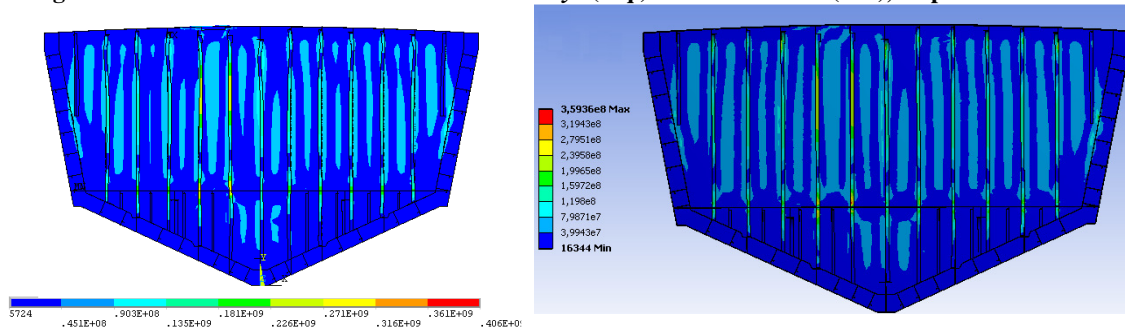 3,5936e8 Max
3,1943e8
2,7951e8
2,3958e8
1,9965e8
1,5972e8
1,198e8
7,9871e7
3,9943e7
16344 Min
Y
5724 .903E+08 .181E+09 .271E+09 .361E+09
.451E+08 .135E+09 .226E+09 .316E+09 .406E+09